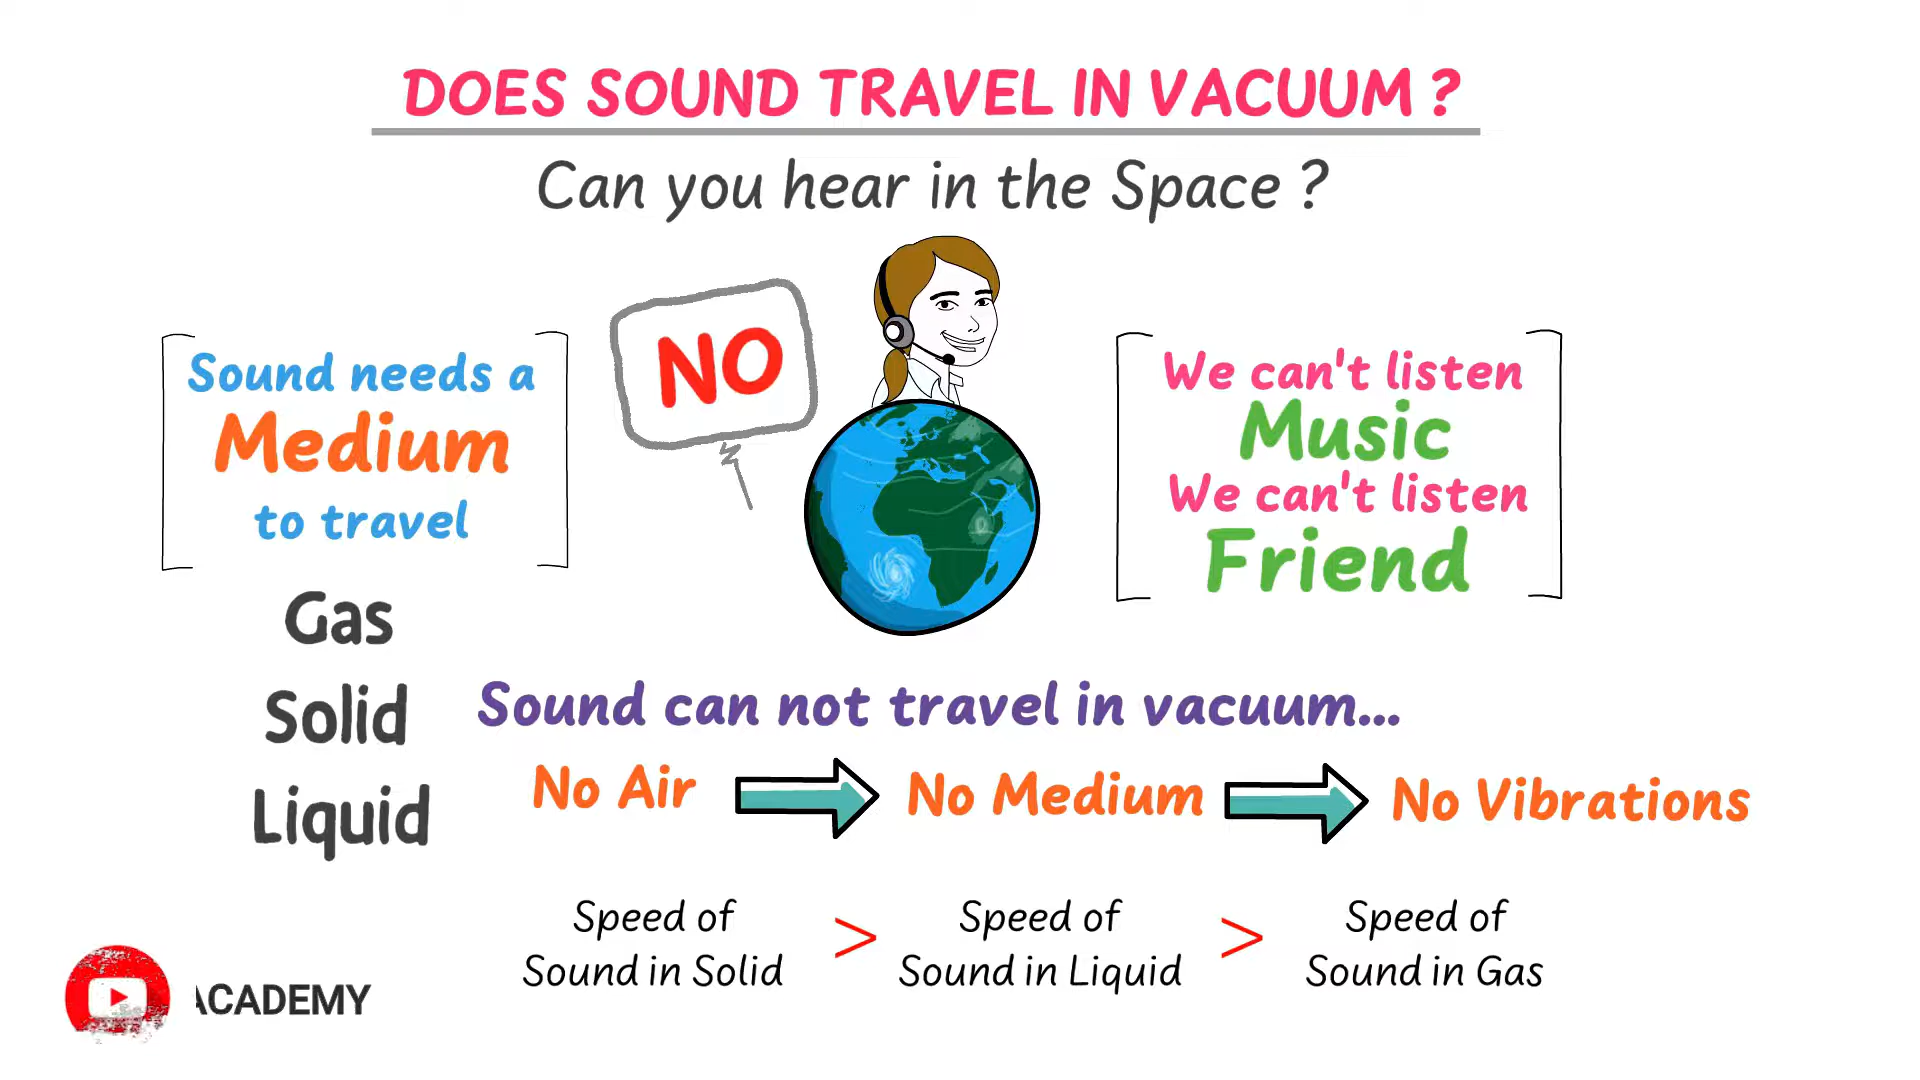 DOES SOUND TRAVEL IN VACUUM ?
Can you hear in the Space ?
NO
Sound needs a
Medium
to travel
Gas
Solid
Liquid
We can't listen
Music
We can't listen
Friend
Sound can not travel in vacuum...
No Air
No Medium
No Vibrations
Speed of
Sound in Solid
>
Speed of
Sound in Liquid
>
Speed of
Sound in Gas
ACADEMY